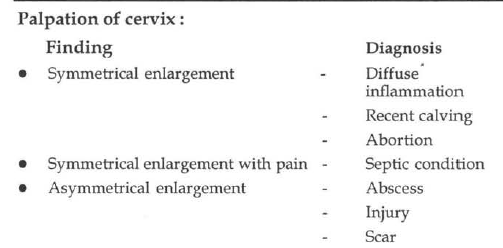 Palpation of cervix :
Finding Diagnosis
• Symmetrical enlargement - Diffuse
inflammation
- Recent calving
- Abortion
• Symmetrical enlargement with pain - Septic condition
• Asymmetrical enlargement - Abscess
- Injury
- Scar